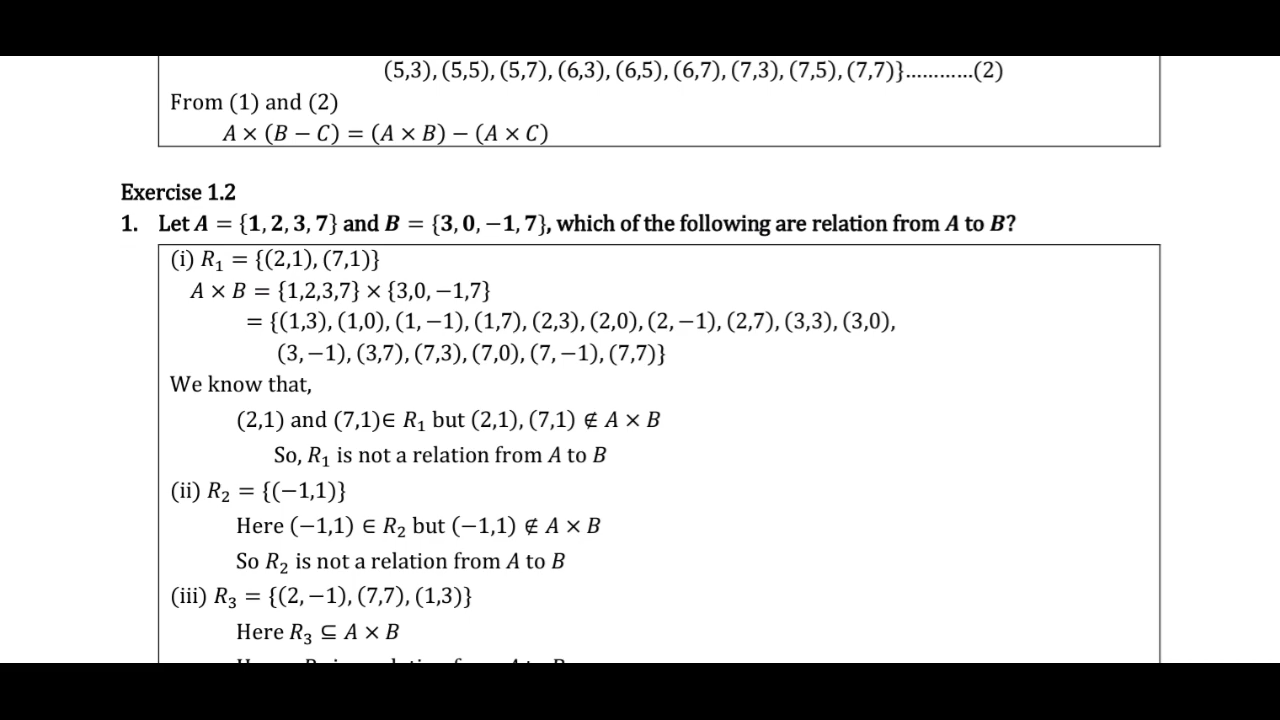 (5,3), (5,5), (5,7), (6,3), (6,5), (6,7), (7,3), (7,5), (7,7)}............(2)
From (1) and (2)
A × (B − C) = (A × B) − (A × C)
Exercise 1.2
1. Let A = {1, 2, 3, 7} and B = {3, 0, −1, 7}, which of the following are relation from A to B?
(i) R₁ = {(2,1), (7,1)}
A × B = {1,2,3,7} × {3,0, −1,7}
= {(1,3), (1,0), (1, −1), (1,7), (2,3), (2,0), (2, −1), (2,7), (3,3), (3,0),
(3, −1), (3,7), (7,3), (7,0), (7, −1), (7,7)}
We know that,
(2,1) and (7,1)∈ R₁ but (2,1), (7,1) ∉ A × B
So, R₁ is not a relation from A to B
(ii) R₂ = {(−1,1)}
Here (−1,1) ∈ R₂ but (−1,1) ∉ A × B
So R₂ is not a relation from A to B
(iii) R₃ = {(2, −1), (7,7), (1,3)}
Here R₃ ⊆ A × B